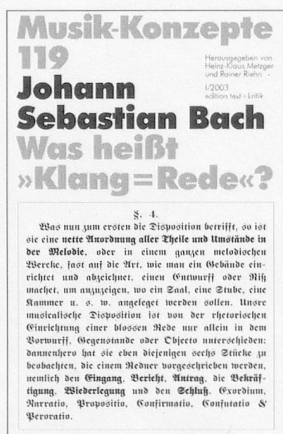 Musik-Konzepte
119
Herausgegeben von
Heinz-Klaus Metzger
und Rainer Riehn
I/2003
edition text + kritik
Johann
Sebastian Bach
Was heißt
»Klang=Rede«?
§. 4.
Was nun zum ersten die Disposition betrifft, so ist
sie eine nette Anordnung aller Theile und Umstände in
der Melodie, oder in einem ganzen melodischen
Wercke, fast auf die Art, wie man ein Gebäude ein-
richtet und abzeichnet, einen Entwurff oder Riß
machet, um anzuzeigen, wo ein Saal, eine Stube, eine
Kammer u. s. w. angeleget werden sollen. Unsre
musicalische Disposition ist von der rhetorischen
Einrichtung einer blossen Rede nur allein in dem
Vorwurff, Gegenstande oder Objecto unterschieden:
dannenhero hat sie eben diejenigen sechs Stücke zu
beobachten, die einem Redner vorgeschrieben werden,
nemlich den Eingang, Bericht, Antrag, die Bekräf-
tigung, Wiederlegung und den Schluß. Exordium,
Narratio, Propositio, Confirmatio, Confutatio &
Peroratio.